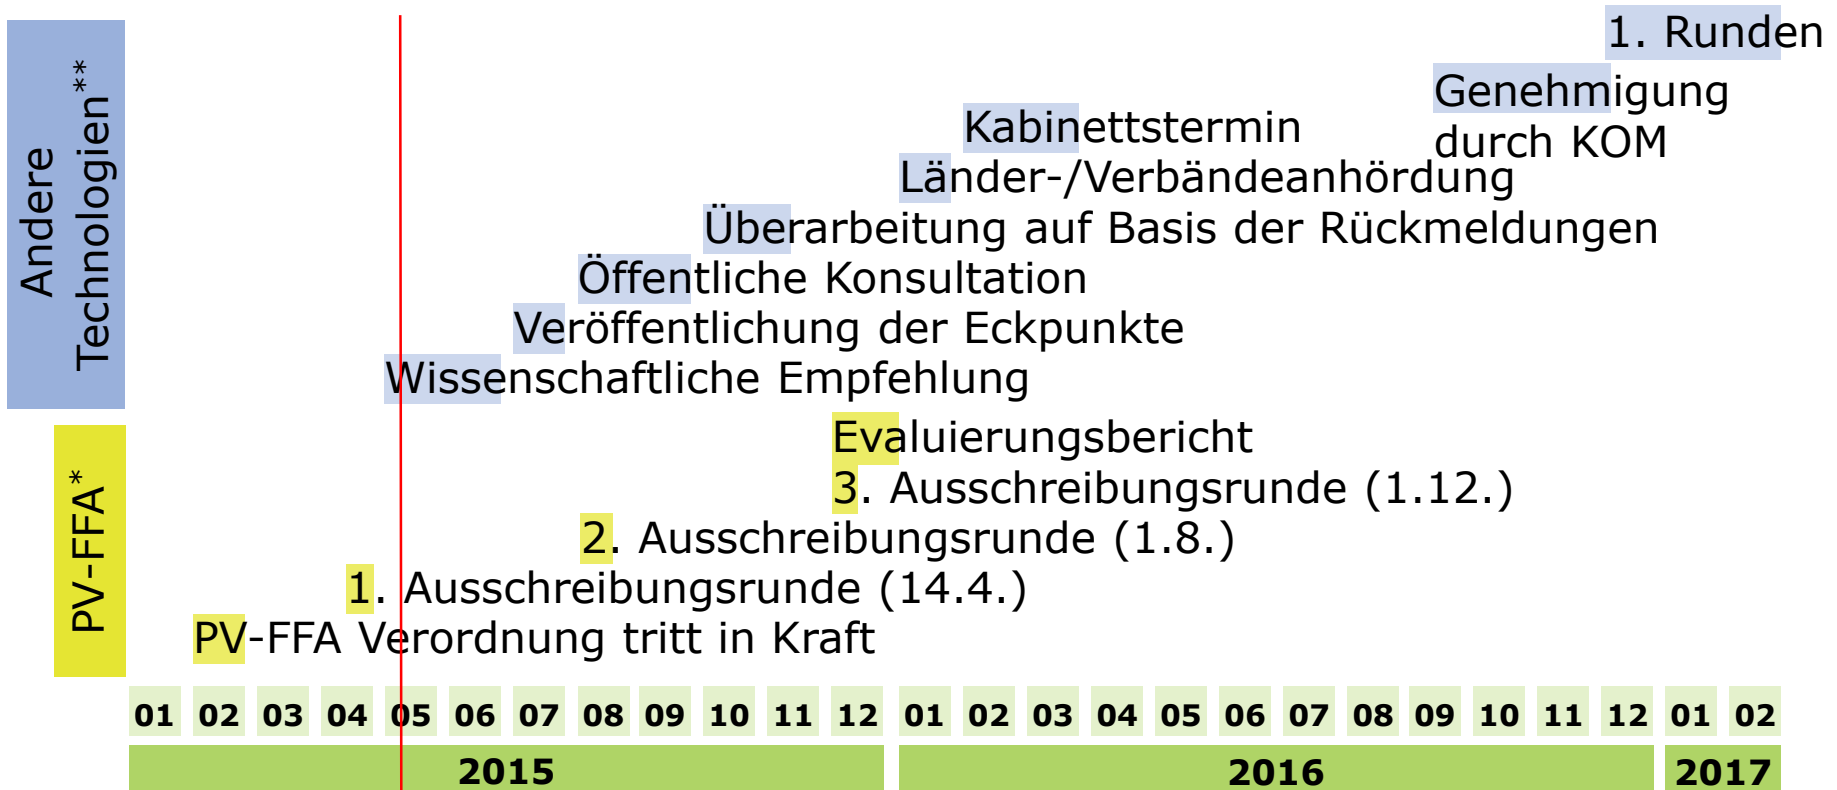 1. Runden
Genehmigung
durch KOM
Kabinettstermin
Länder-/Verbändeanhördung
Überarbeitung auf Basis der Rückmeldungen
Öffentliche Konsultation
Veröffentlichung der Eckpunkte
Wissenschaftliche Empfehlung
Andere
Technologien**
Evaluierungsbericht
3. Ausschreibungsrunde (1.12.)
2. Ausschreibungsrunde (1.8.)
1. Ausschreibungsrunde (14.4.)
PV-FFA Verordnung tritt in Kraft
PV-FFA*
01 02 03 04 05 06 07 08 09 10 11 12 01 02 03 04 05 06 07 08 09 10 11 12 01 02
2015 2016 2017